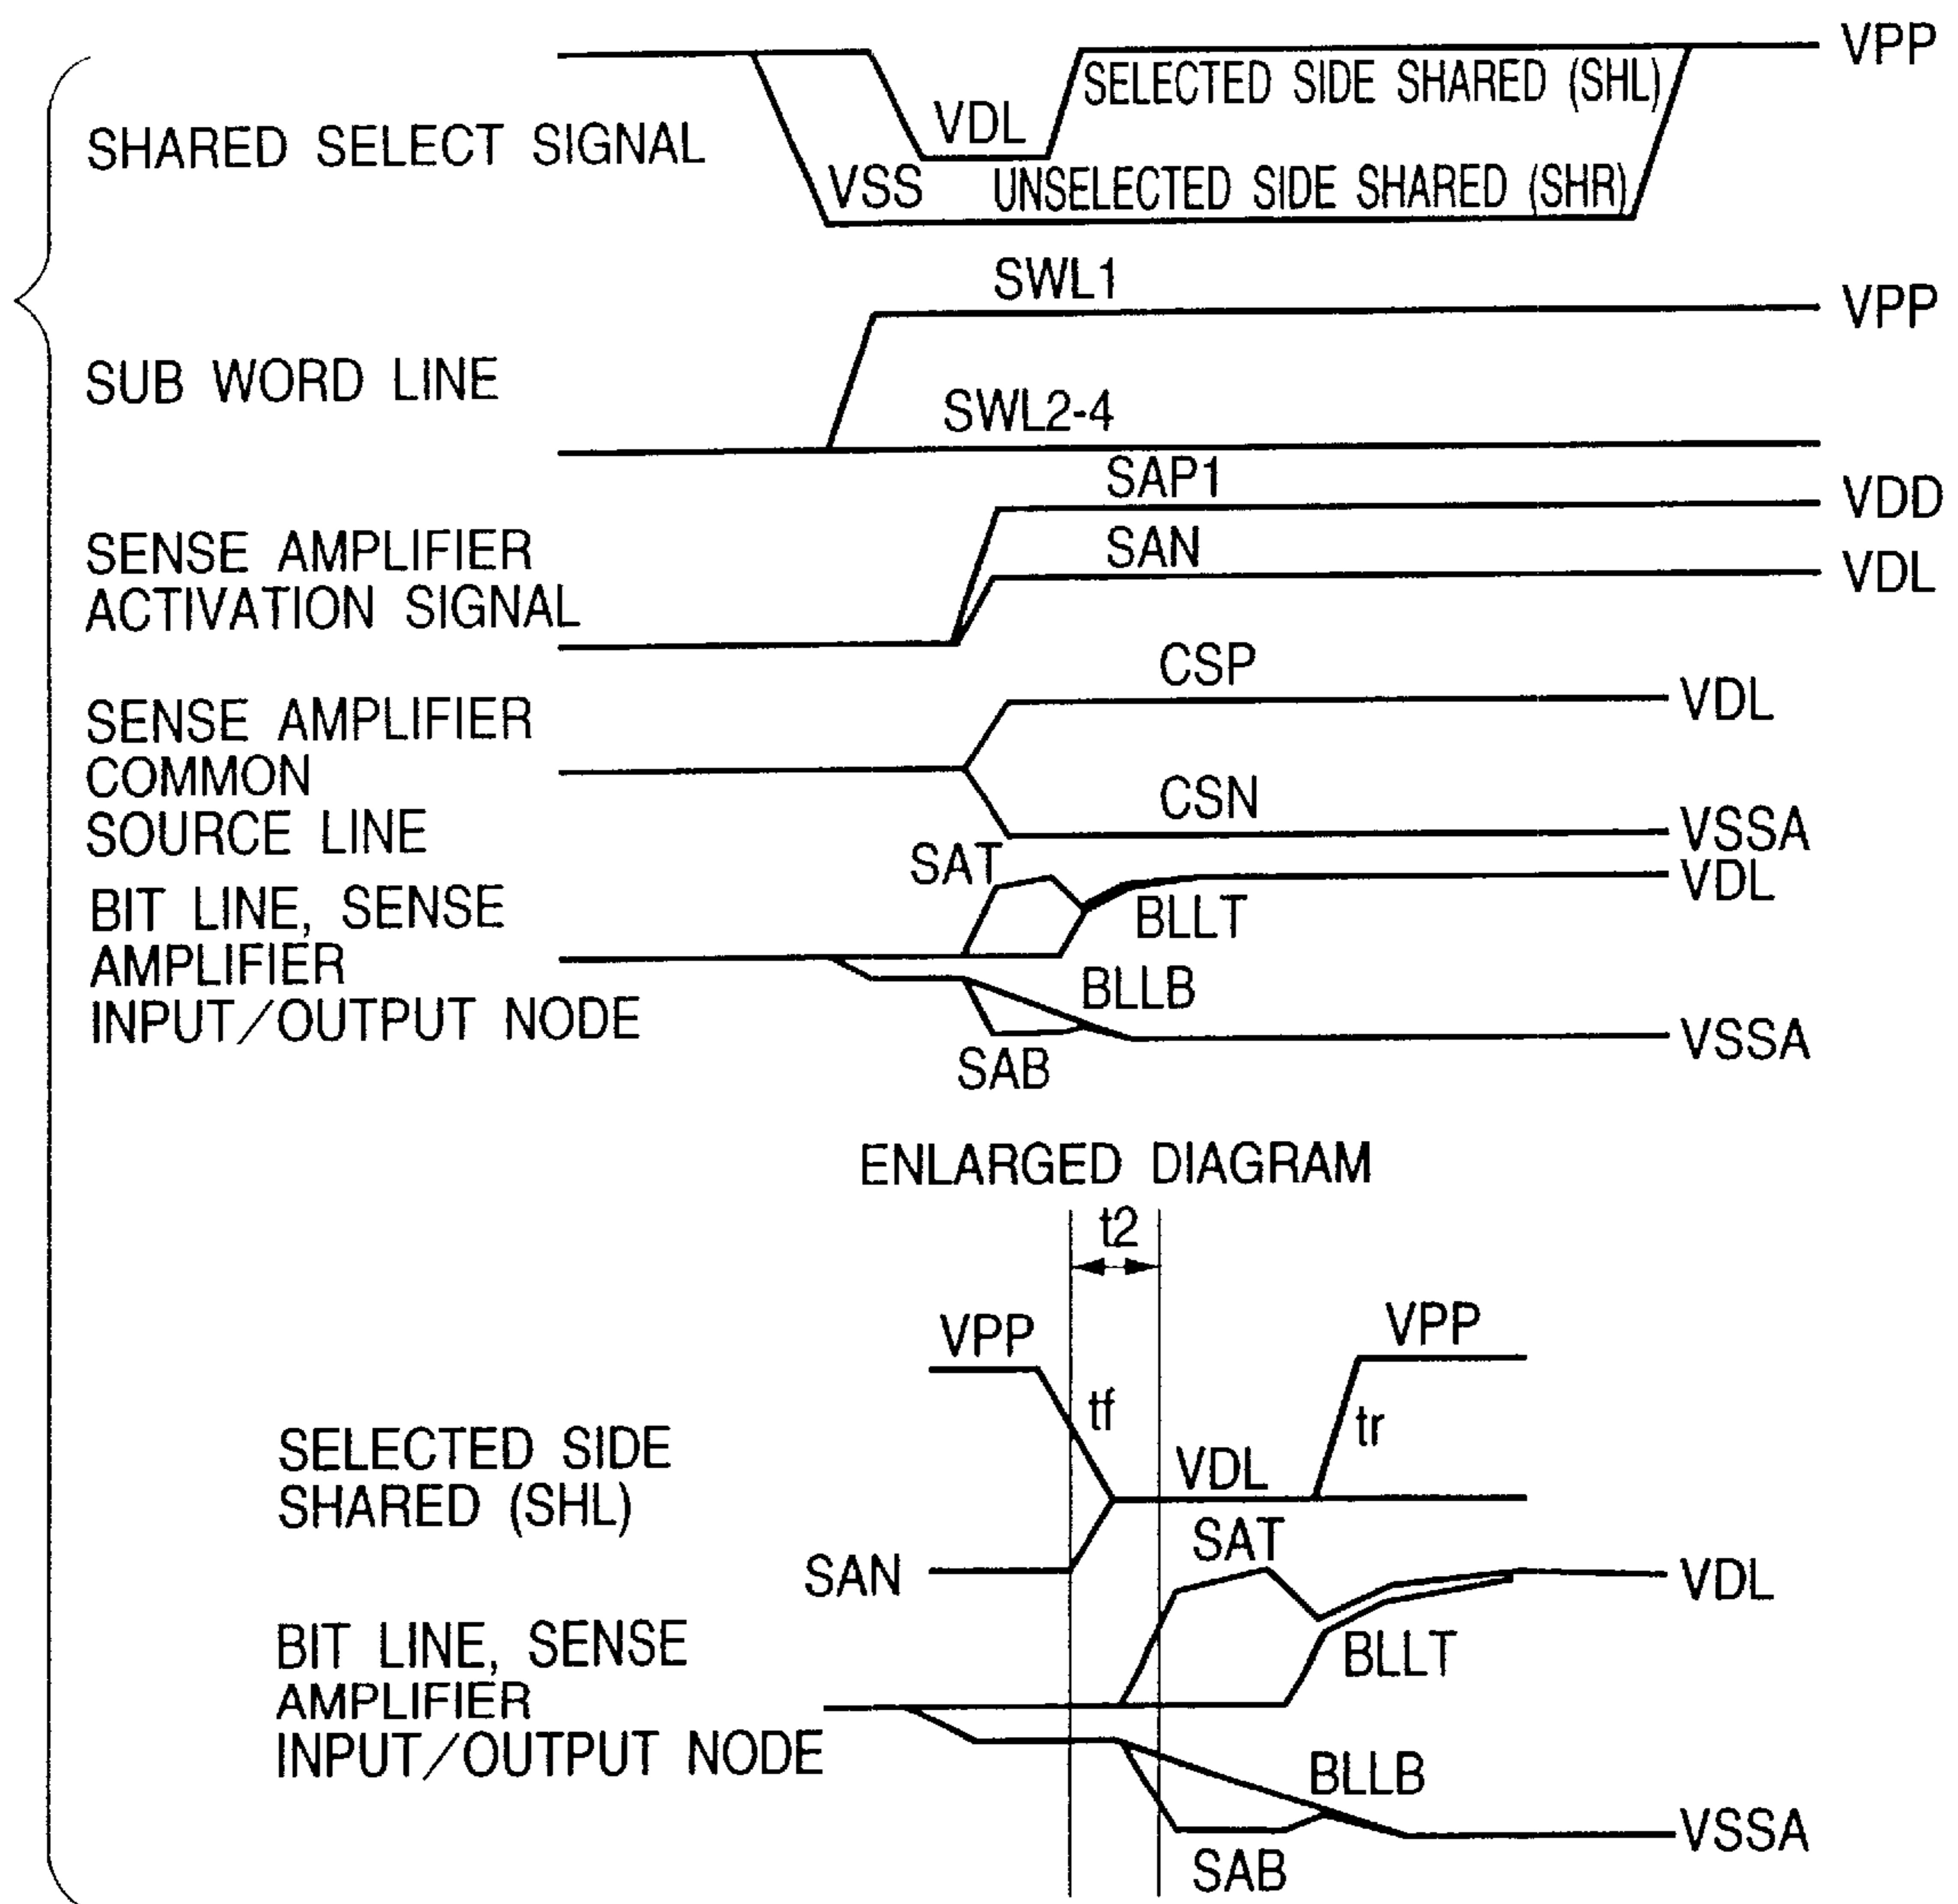 VPP
SELECTED SIDE SHARED (SHL)
VDL
SHARED SELECT SIGNAL
VSS
UNSELECTED SIDE SHARED (SHR)
SWL1
VPP
SUB WORD LINE
SWL2-4
SAP1
VDD
SENSE AMPLIFIER
ACTIVATION SIGNAL
SAN
VDL
CSP
VDL
SENSE AMPLIFIER
COMMON
SOURCE LINE
CSN
VSSA
SAT
VDL
BIT LINE, SENSE
AMPLIFIER
INPUT/OUTPUT NODE
BLLT
BLLB
VSSA
SAB
ENLARGED DIAGRAM
t2
VPP
VPP
tf
tr
SELECTED SIDE
SHARED (SHL)
VDL
SAT
SAN
VDL
BIT LINE, SENSE
AMPLIFIER
INPUT/OUTPUT NODE
BLLT
BLLB
VSSA
SAB